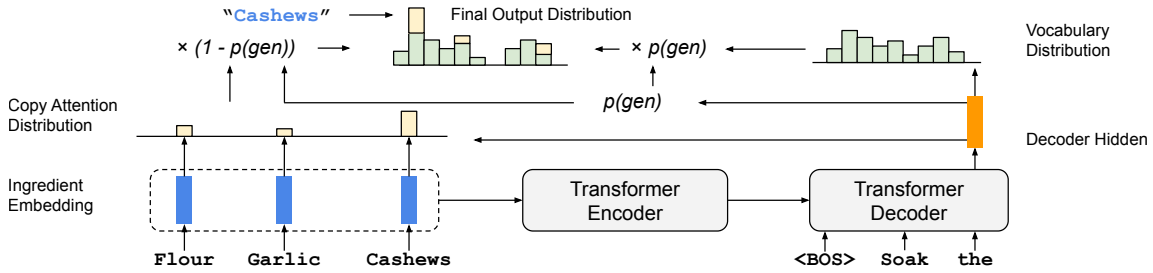 “Cashews”
Final Output Distribution
Vocabulary
Distribution
× (1 - p(gen))
× p(gen)
p(gen)
Copy Attention
Distribution
Decoder Hidden
Ingredient
Embedding
Transformer
Encoder
Transformer
Decoder
Flour
Garlic
Cashews
<BOS>
Soak
the